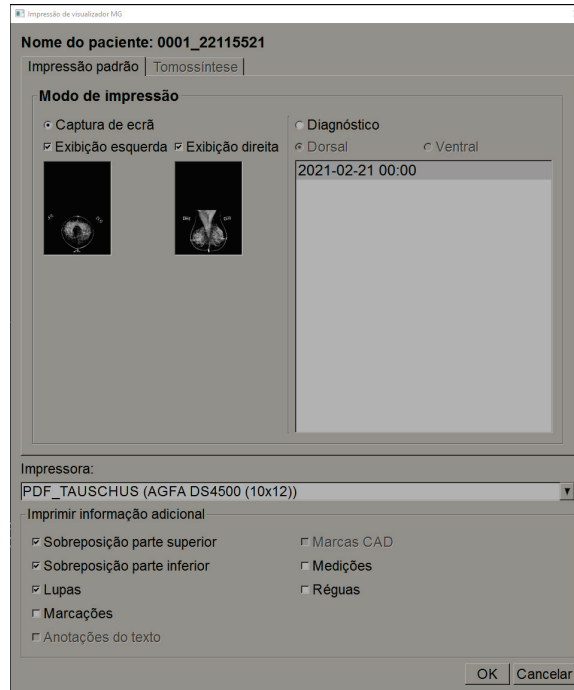 Impressão de visualizador MG
Nome do paciente: 0001_22115521
Impressão padrão Tomossíntese
Modo de impressão
Captura de ecrã
Exibição esquerda Exibição direita
Diagnóstico
Dorsal Ventral
2021-02-21 00:00
Impressora:
PDF_TAUSCHUS (AGFA DS4500 (10x12))
Imprimir informação adicional
Sobreposição parte superior
Sobreposição parte inferior
Lupas
Marcações
Anotações do texto
Marcas CAD
Medições
Réguas
OK Cancelar